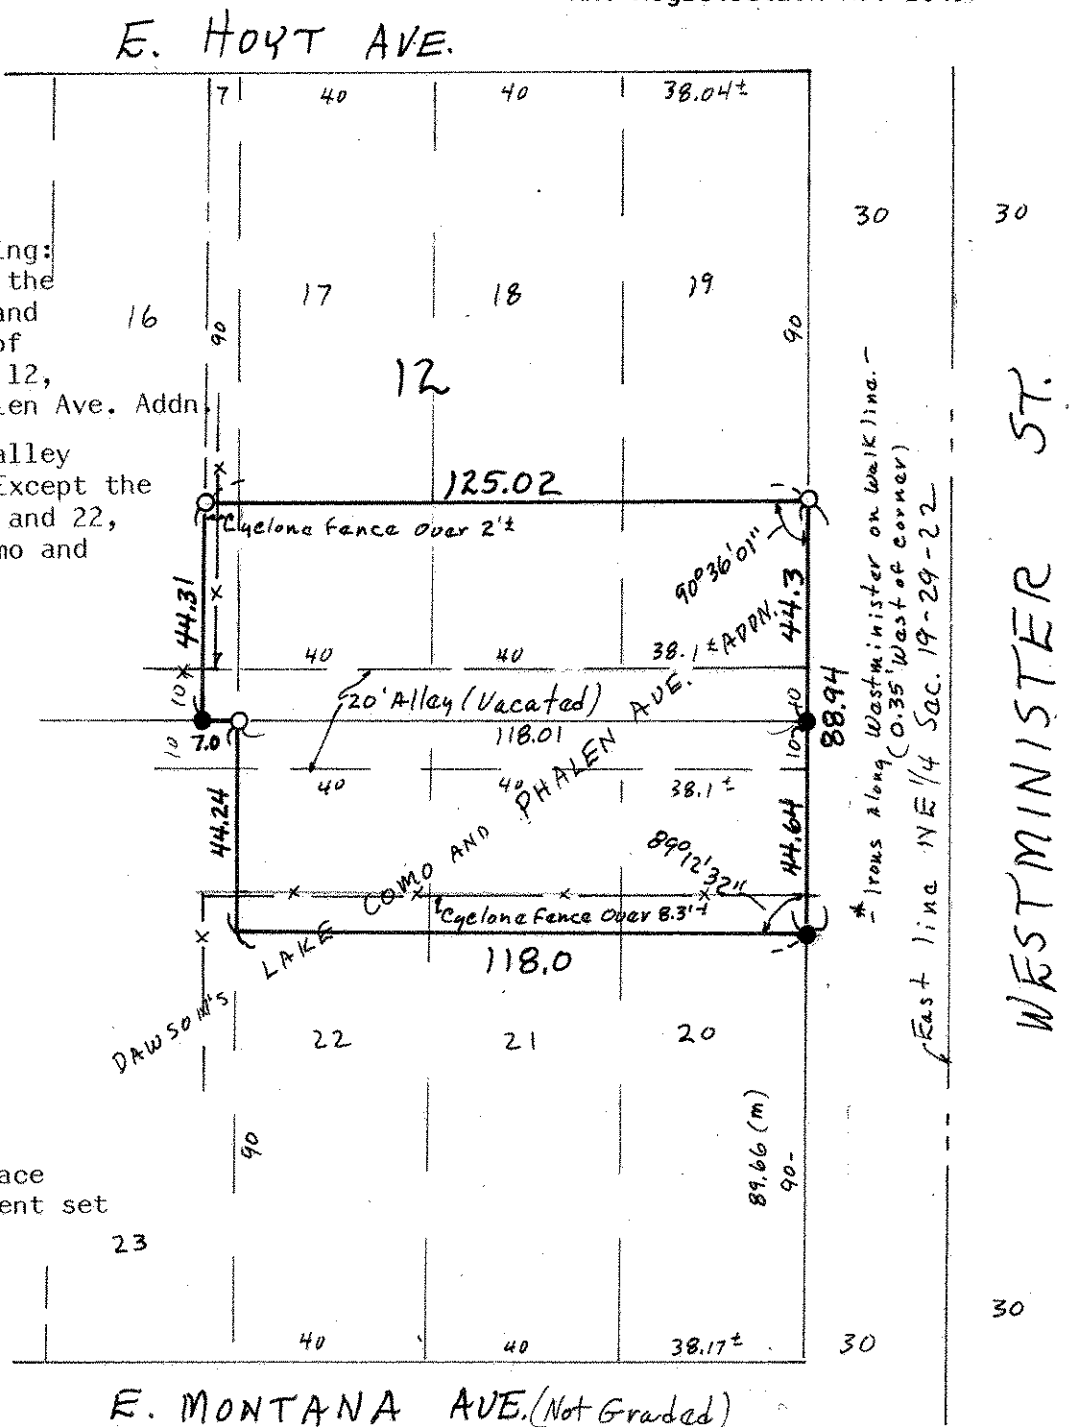 E. HOYT AVE.
7 40 40 38.04±
30 30
ing:
the
and
of
12,
en Ave. Addn.
alley
Except the
and 22,
mo and
16 17 18 19
90 90
12
125.02
Cyclone Fence Over 2'±
90°36'01"
44.31 44.3
40 40 38.1±
10 10
20' Alley (Vacated)
88.94
7.0 118.01
10 10
40 40 38.1±
44.24 44.64
89°12'32"
Cyclone Fence Over 8.3'±
118.0
DAWSON'S LAKE COMO AND PHALEN AVE. ADDN.
* Irons Along Westminister on walk line.-
(0.35' West of corner)
East line NE 1/4 Sec. 19-29-22
WESTMINISTER ST.
22 21 20
90
89.66 (m)
90-
ace
ent set
23
30
40 40 38.17± 30
E. MONTANA AVE. (Not Graded)